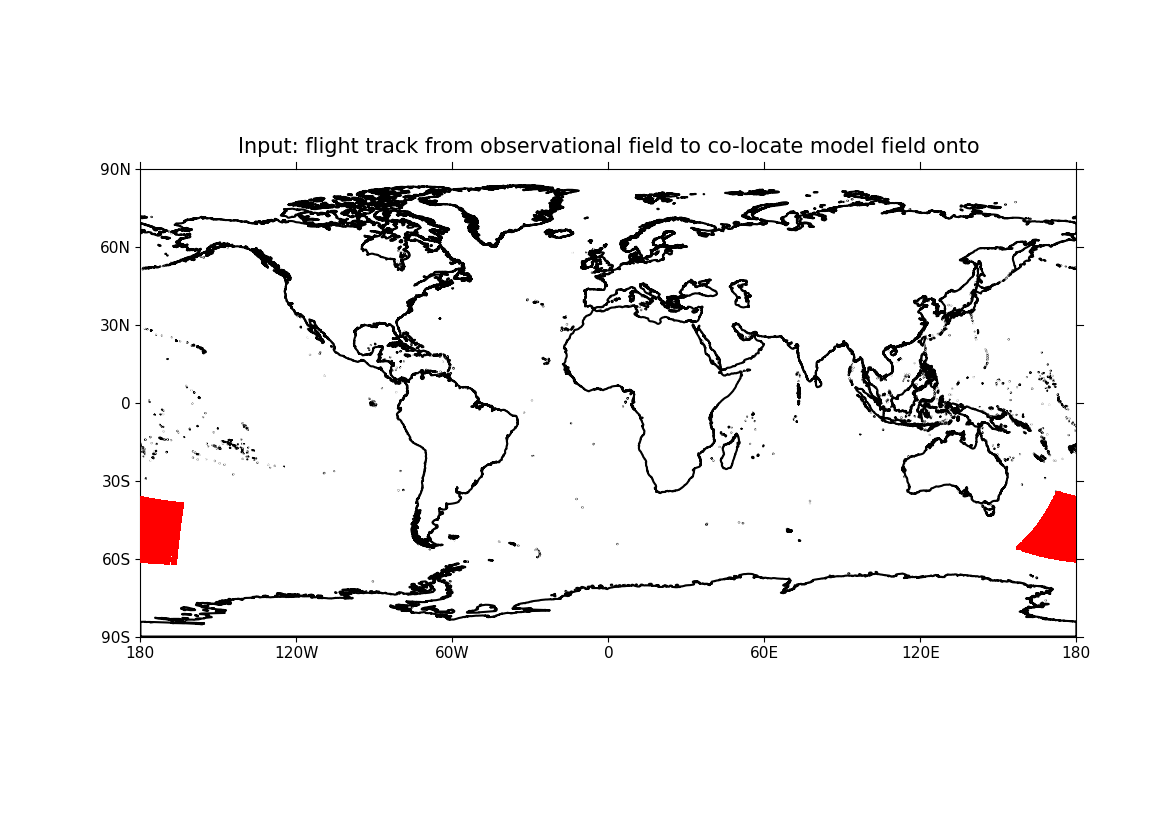 Input: flight track from observational field to co-locate model field onto
90N
60N
30N
0
30S
60S
90S
180 120W 60W 0 60E 120E 180